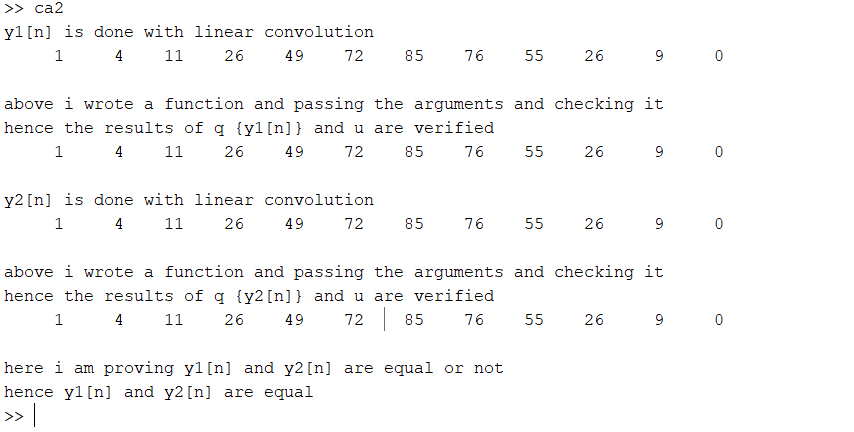 >> ca2
y1[n] is done with linear convolution
1 4 11 26 49 72 85 76 55 26 9 0
above i wrote a function and passing the arguments and checking it
hence the results of q {y1[n]} and u are verified
1 4 11 26 49 72 85 76 55 26 9 0
y2[n] is done with linear convolution
1 4 11 26 49 72 85 76 55 26 9 0
above i wrote a function and passing the arguments and checking it
hence the results of q {y2[n]} and u are verified
1 4 11 26 49 72 85 76 55 26 9 0
here i am proving y1[n] and y2[n] are equal or not
hence y1[n] and y2[n] are equal
>>